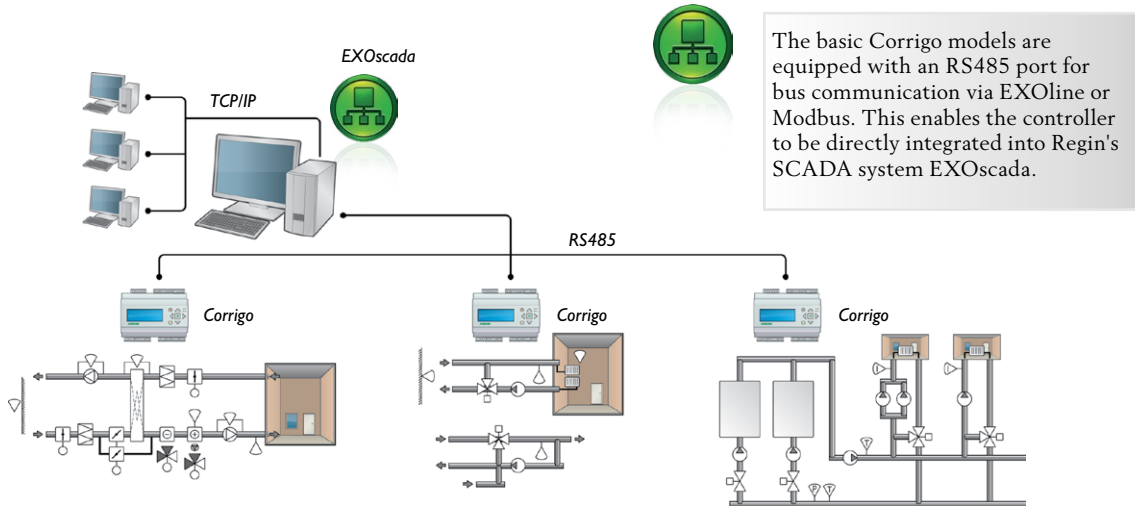 EXOscada
TCP/IP
The basic Corrigo models are
equipped with an RS485 port for
bus communication via EXOline or
Modbus. This enables the controller
to be directly integrated into Regin's
SCADA system EXOscada.
RS485
Corrigo
Corrigo
Corrigo
T
P
T